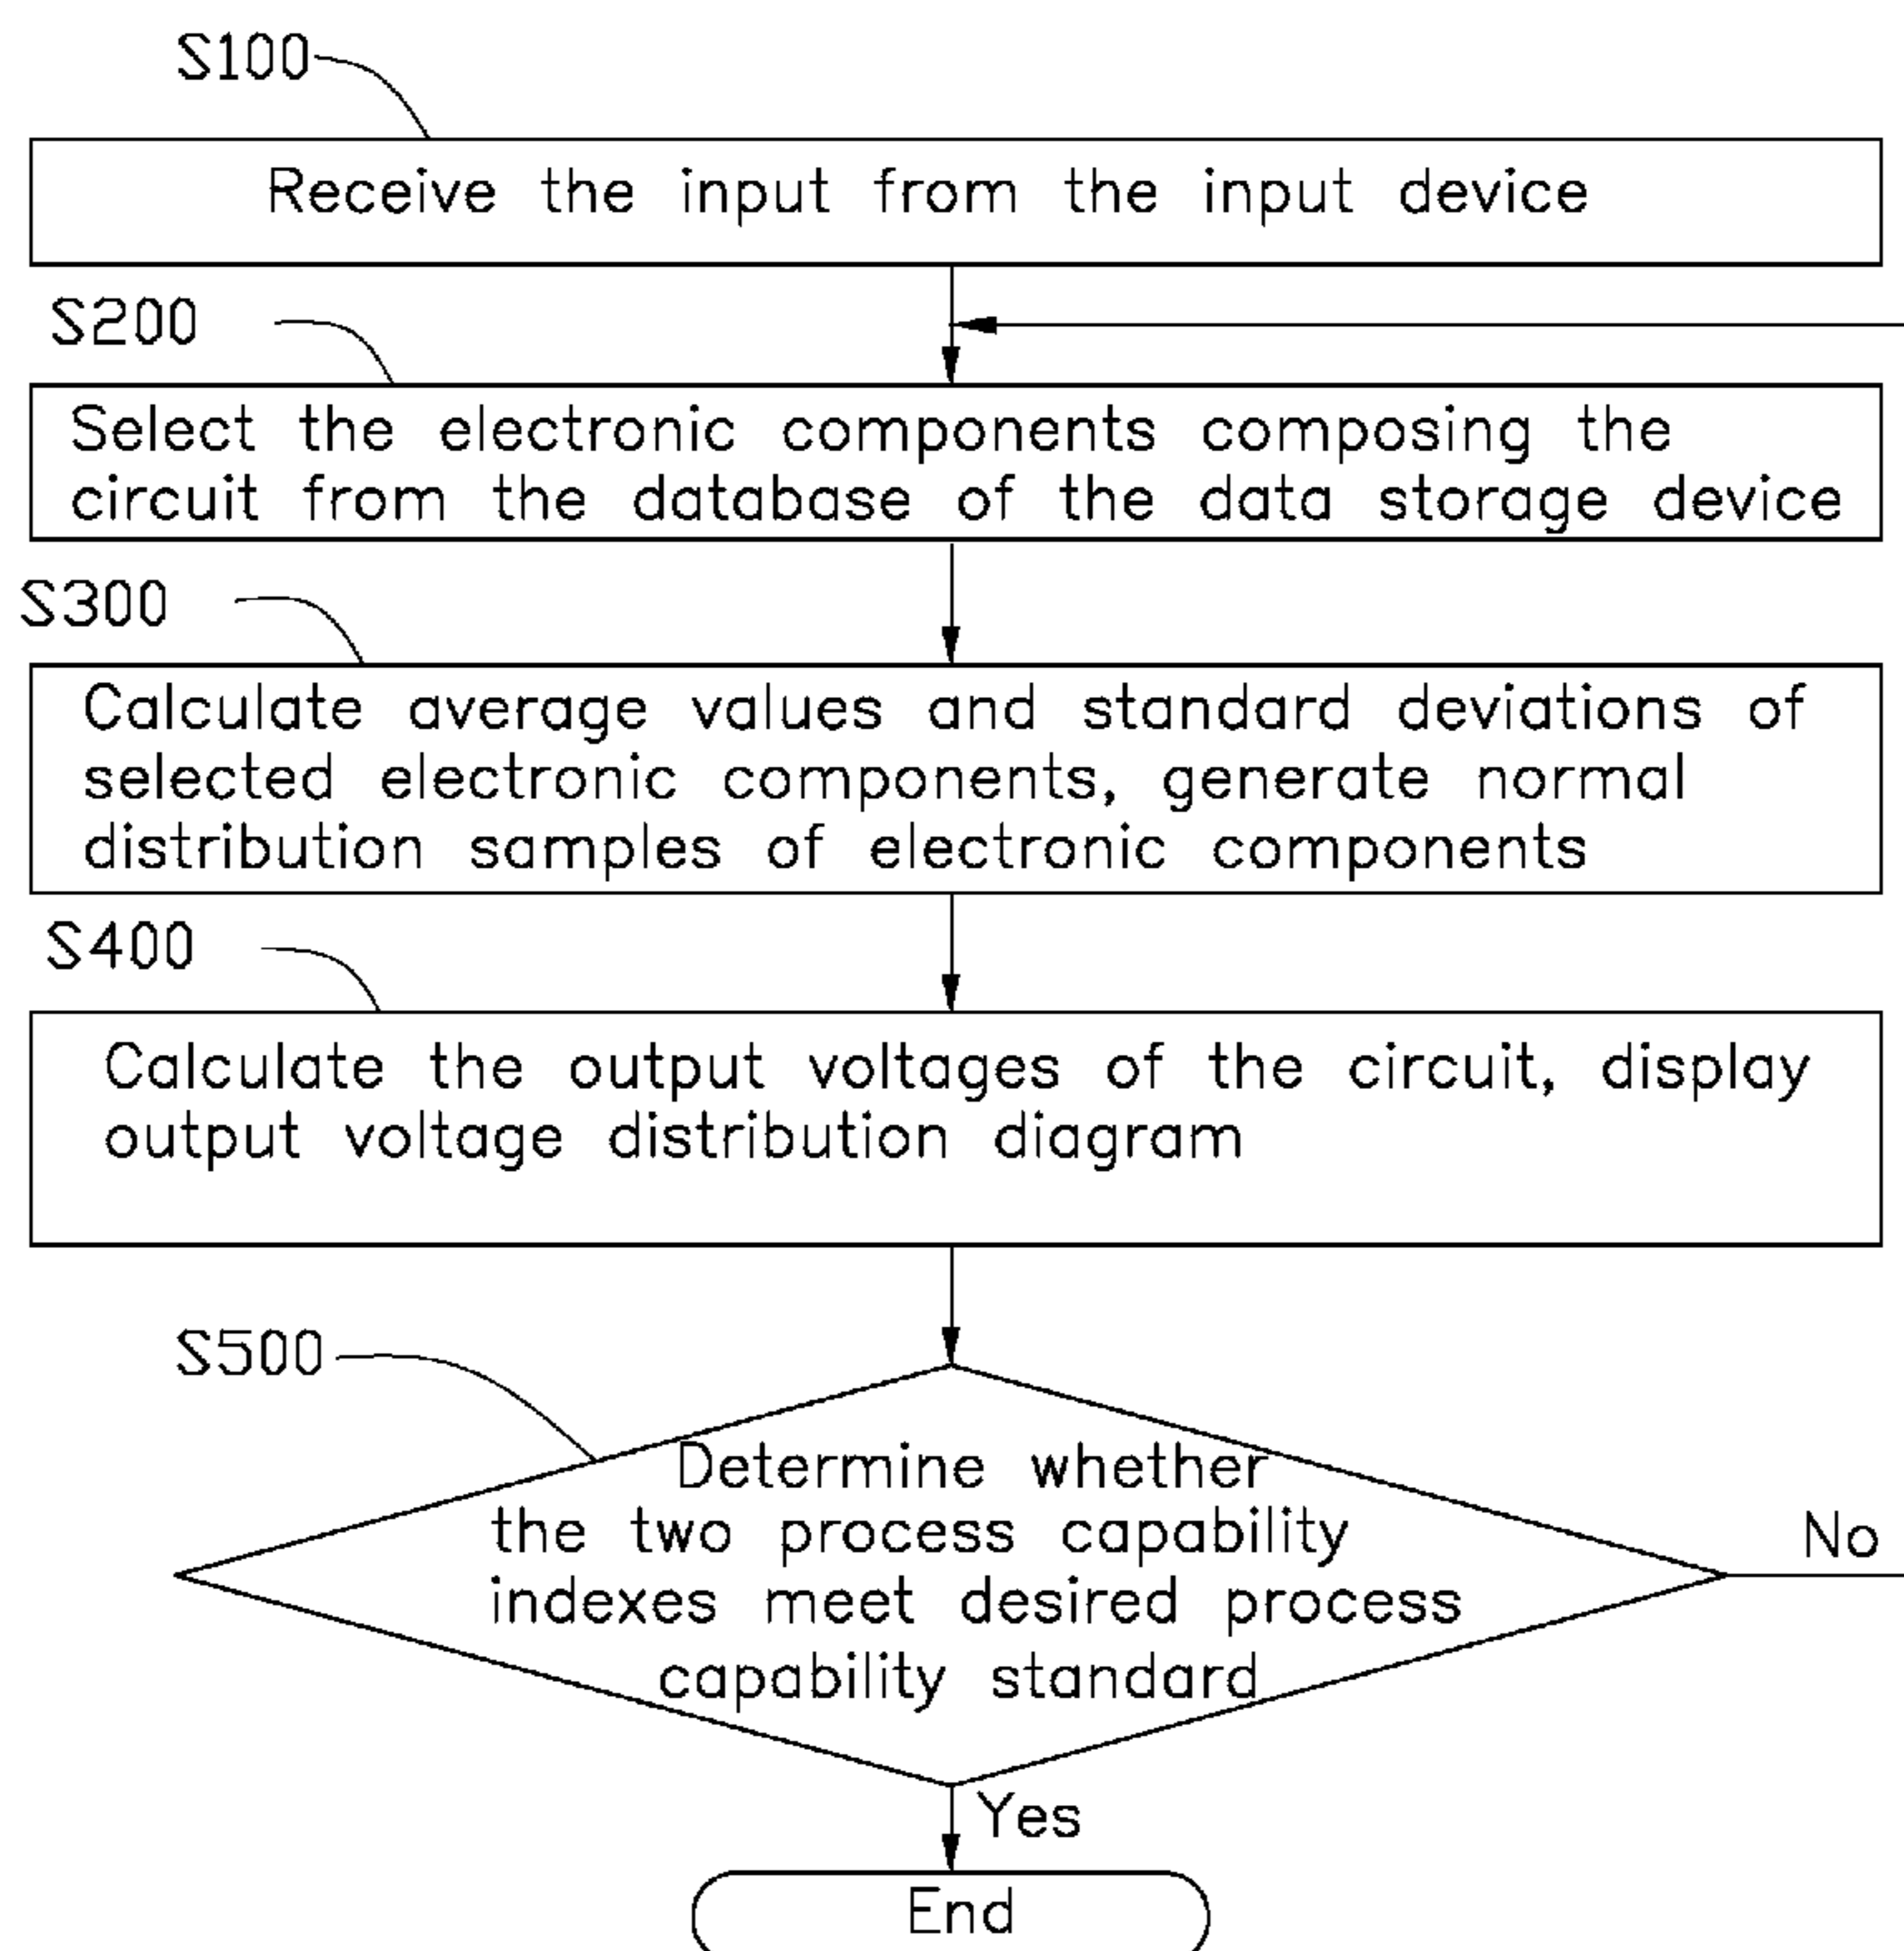 S100
Receive the input from the input device
S200
Select the electronic components composing the
circuit from the database of the data storage device
S300
Calculate average values and standard deviations of
selected electronic components, generate normal
distribution samples of electronic components
S400
Calculate the output voltages of the circuit, display
output voltage distribution diagram
S500
Determine whether
the two process capability
indexes meet desired process
capability standard
No
Yes
End